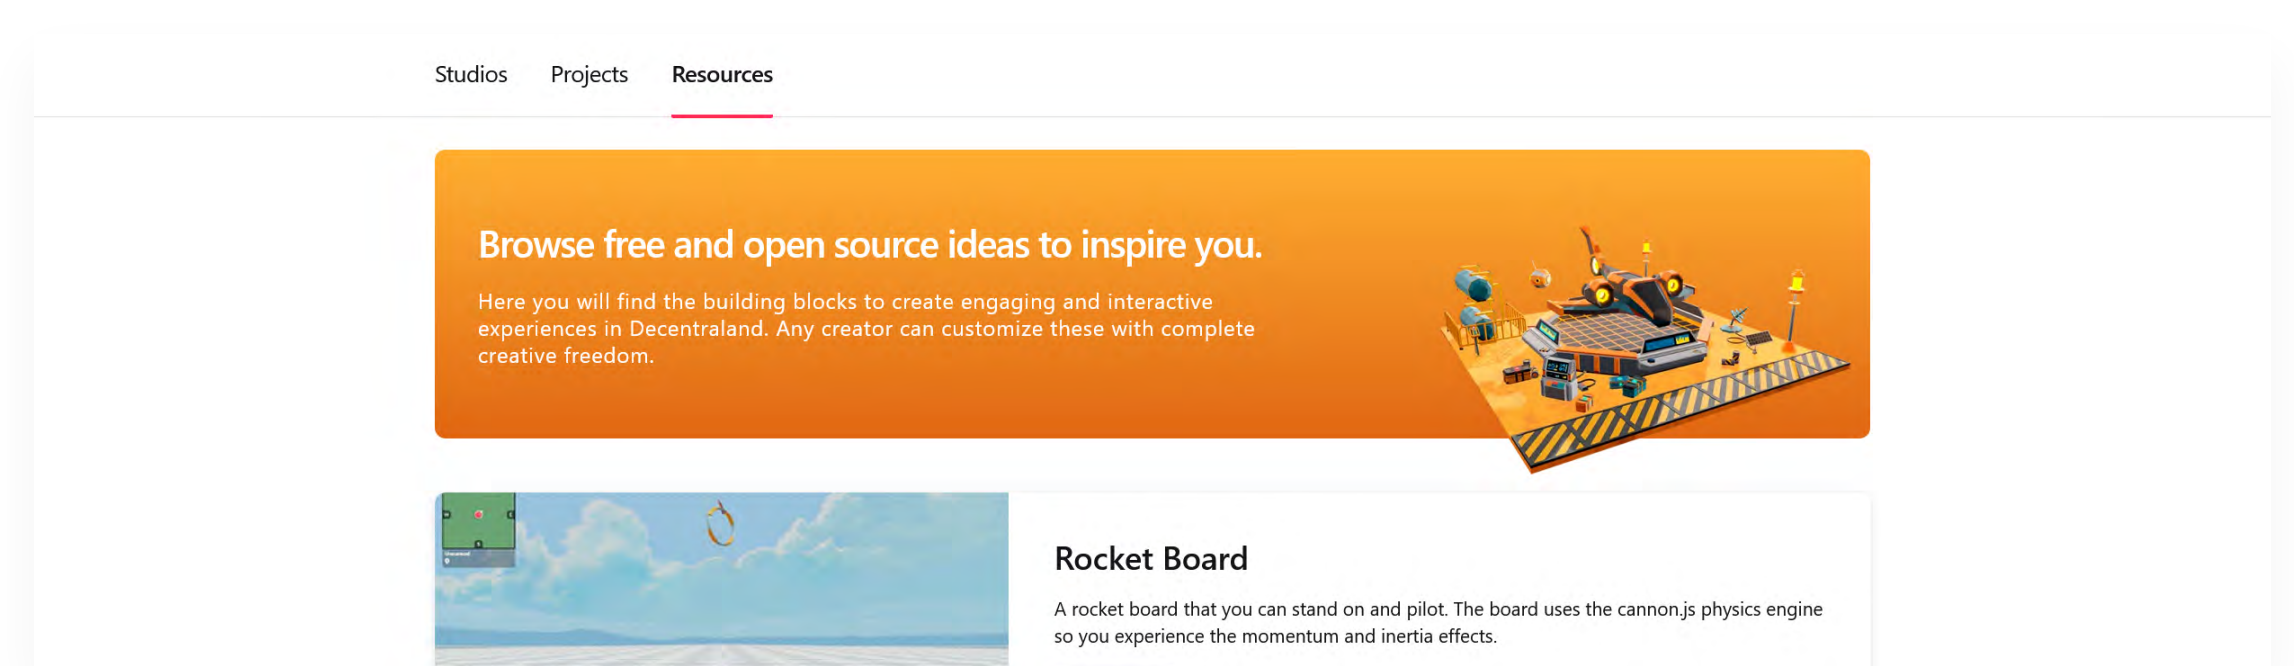 Studios Projects Resources
Browse free and open source ideas to inspire you.
Here you will find the building blocks to create engaging and interactive
experiences in Decentraland. Any creator can customize these with complete
creative freedom.
Rocket Board
A rocket board that you can stand on and pilot. The board uses the cannon.js physics engine
so you experience the momentum and inertia effects.